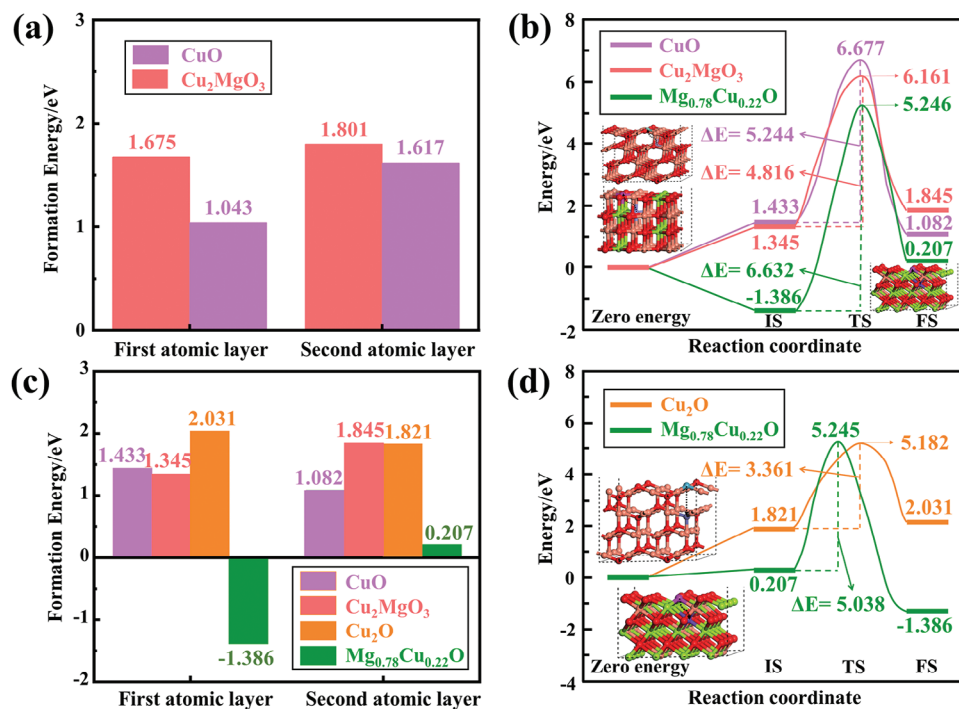 (a)
Formation Energy/eV
3
2
1
0
CuO
Cu₂MgO₃
1.675
1.043
1.801
1.617
First atomic layer
Second atomic layer
(b)
Energy/eV
8
6
4
2
0
-2
CuO
Cu₂MgO₃
Mg₀.₇₈Cu₀.₂₂O
6.677
6.161
5.246
ΔE= 5.244
ΔE= 4.816
1.433
1.345
ΔE= 6.632
-1.386
1.845
1.082
0.207
Zero energy
IS
TS
FS
Reaction coordinate
(c)
Formation Energy/eV
3
2
1
0
-1
-2
1.433
1.345
2.031
-1.386
1.082
1.845
1.821
0.207
CuO
Cu₂MgO₃
Cu₂O
Mg₀.₇₈Cu₀.₂₂O
First atomic layer
Second atomic layer
(d)
Energy/eV
8
6
4
2
0
-2
-4
Cu₂O
Mg₀.₇₈Cu₀.₂₂O
5.245
5.182
ΔE= 3.361
1.821
2.031
0.207
ΔE= 5.038
-1.386
Zero energy
IS
TS
FS
Reaction coordinate